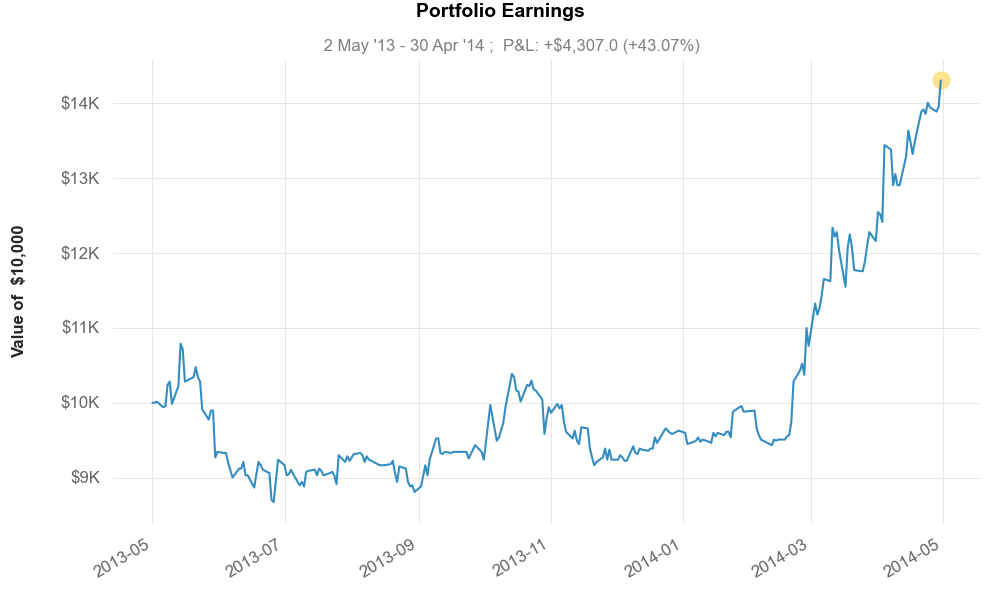 Portfolio Earnings
2 May '13 - 30 Apr '14 ;  P&L: +$4,307.0 (+43.07%)
Value of  $10,000
$14K
$13K
$12K
$11K
$10K
$9K
2013-05
2013-07
2013-09
2013-11
2014-01
2014-03
2014-05